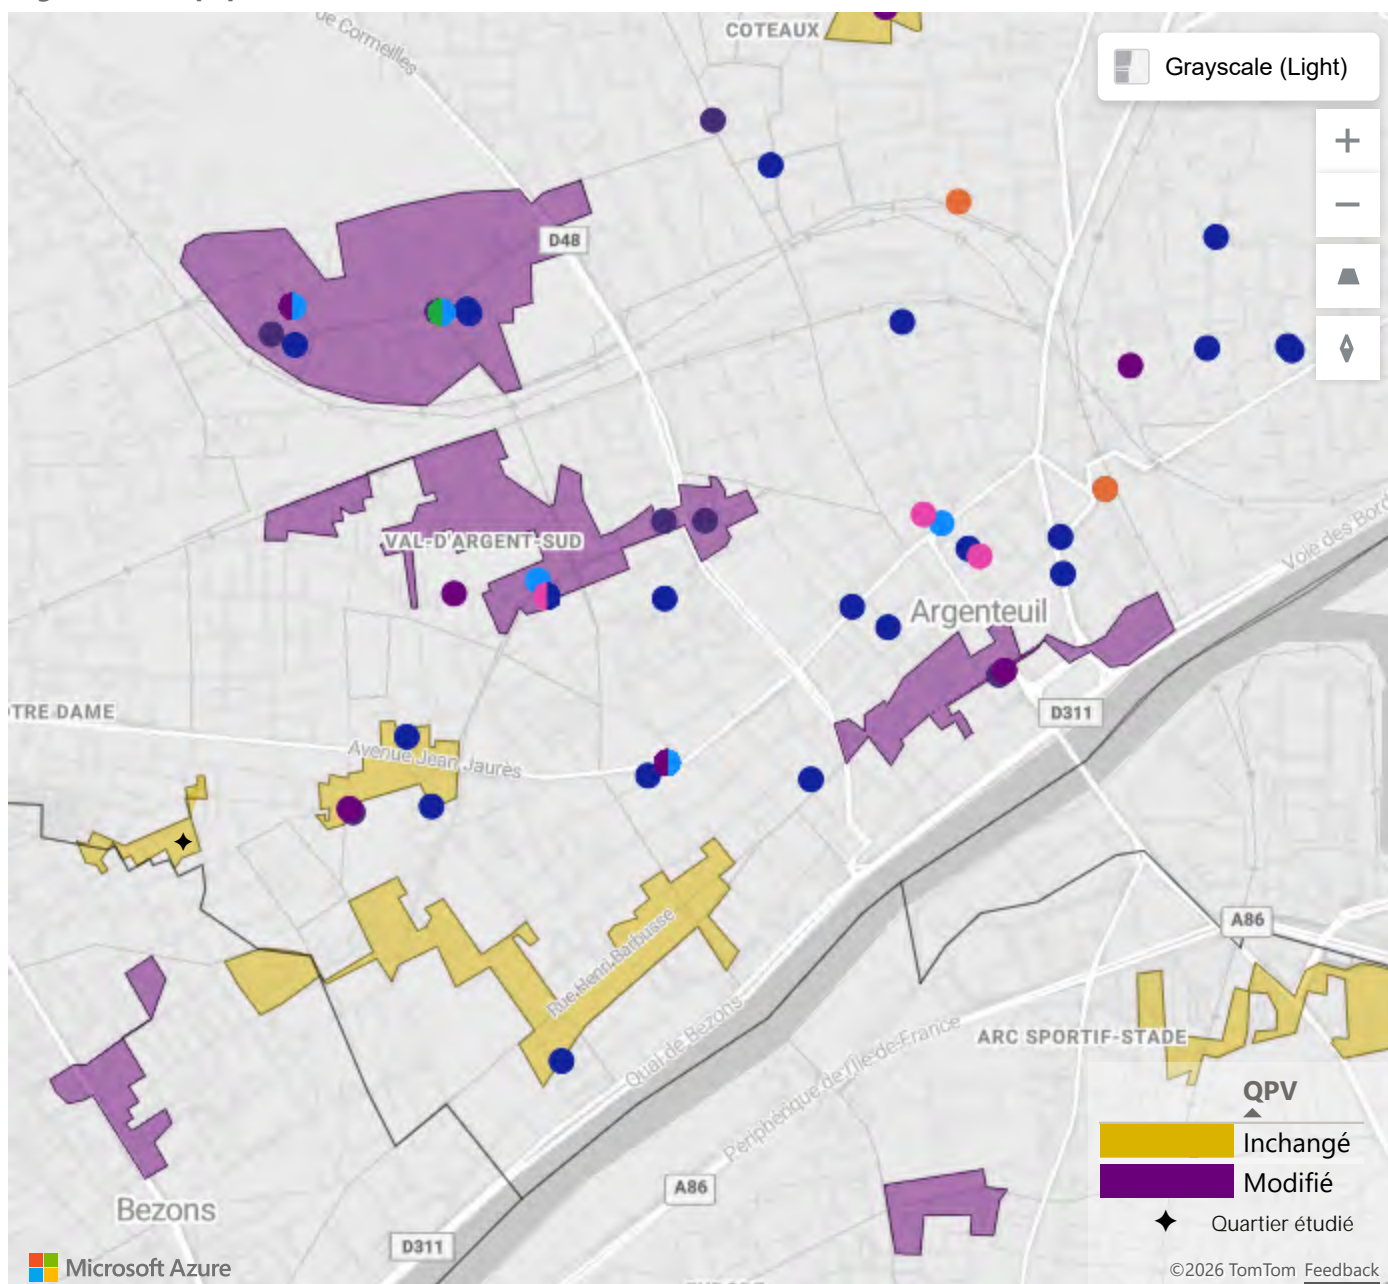 rue de Cormeilles
COTEAUX
Grayscale (Light)
D48
VAL-D'ARGENT-SUD
Voie des Bord
Argenteuil
TRE DAME
D311
Avenue Jean Jaurès
Rue Henri Barbusse
A86
Quai de Bezons
Périphérique de l'Île-de-France
ARC SPORTIF-STADE
QPV
Inchangé
Modifié
Quartier étudié
A86
Bezons
D311
Microsoft Azure
©2026 TomTom Feedback